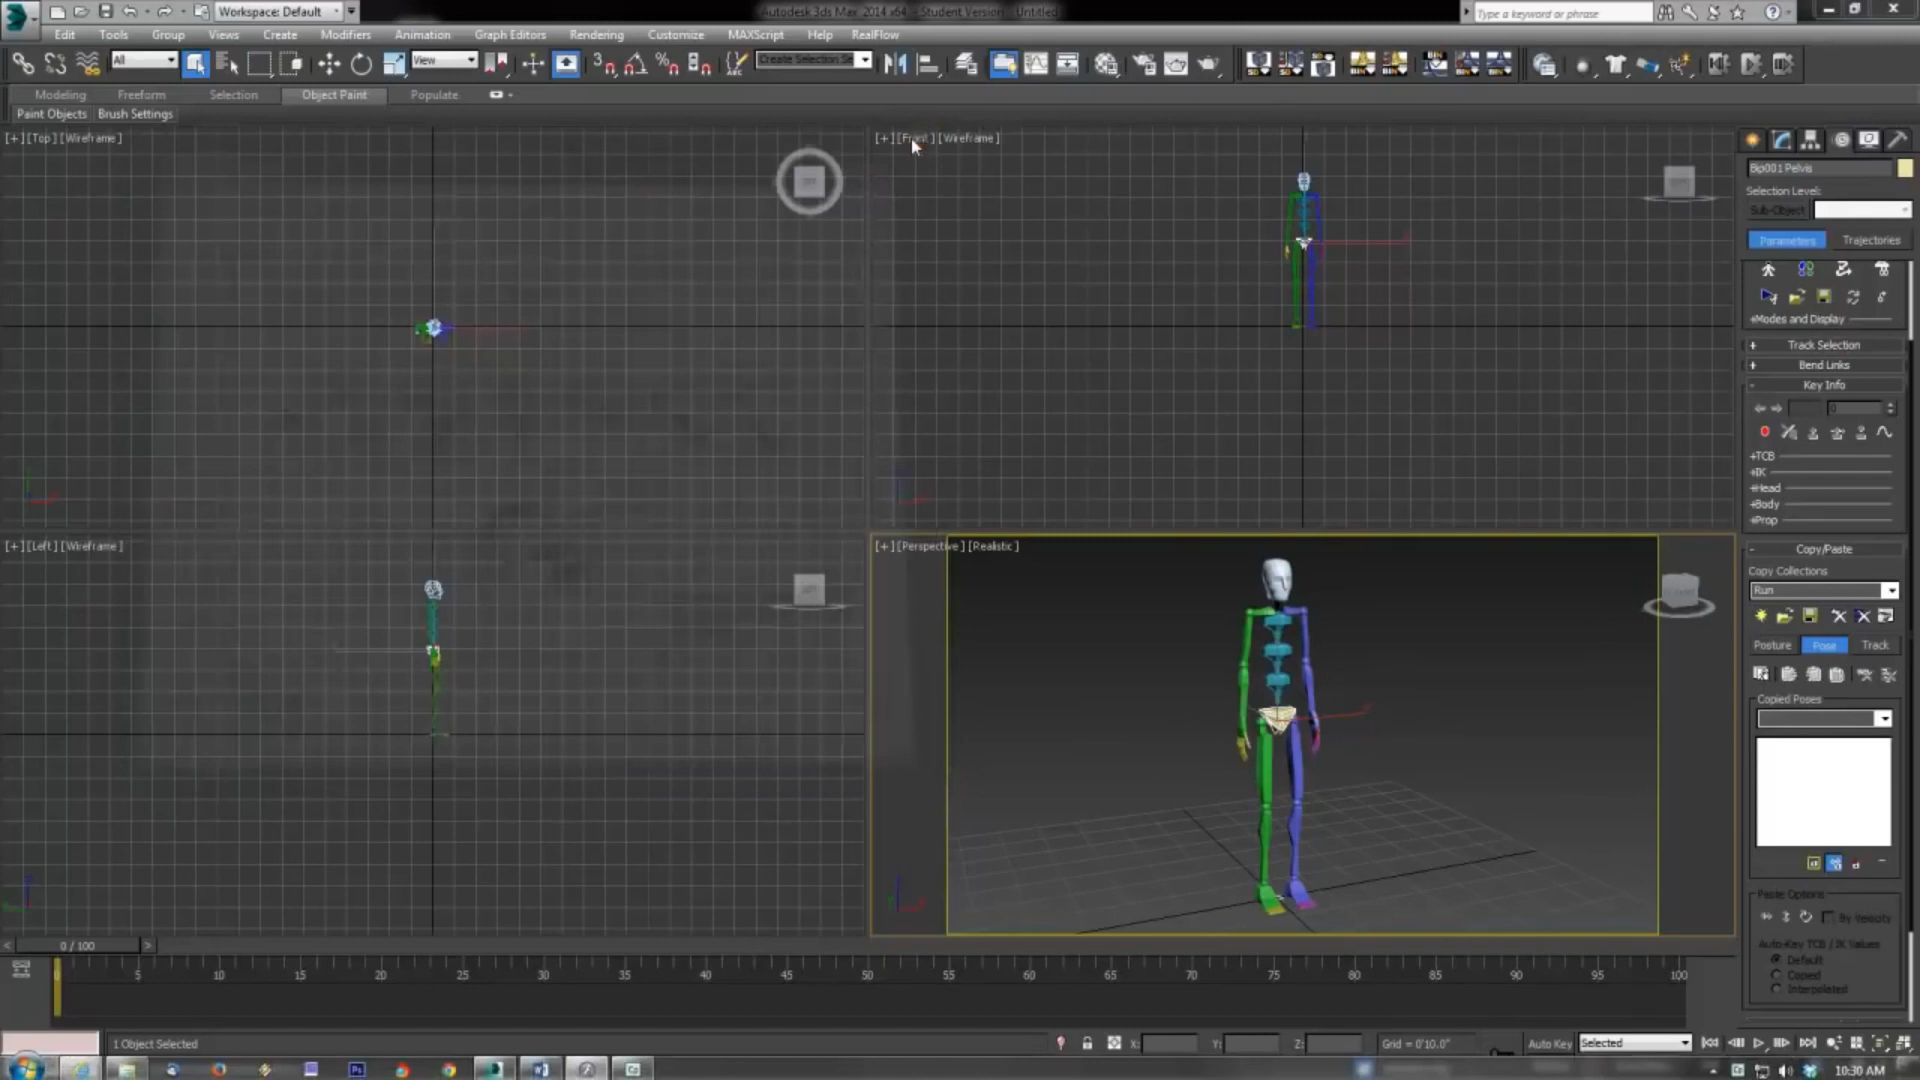 Workspace: Default
Autodesk 3ds Max 2014 x64 - Student Version Untitled
Type a keyword or phrase
Edit Tools Group Views Create Modifiers Animation Graph Editors Rendering Customize MAXScript Help RealFlow
All
View
Create Selection Se
Modeling Freeform Selection Object Paint Populate
Paint Objects Brush Settings
[+][Top][Wireframe]
[+][Front][Wireframe]
Bip001 Pelvis
Selection Level:
Sub-Object
Parameters Trajectories
+Modes and Display
+ Track Selection
+ Bend Links
- Key Info
0
+TCB
+IK
+Head
+Body
+Prop
[+][Left][Wireframe]
[+][Perspective][Realistic]
- Copy/Paste
Copy Collections
Run
Posture Pose Track
Copied Poses
Paste Options
By Velocity
Auto-Key TCB / IK Values
Default
Copied
Interpolated
< 0 / 100 >
0 5 10 15 20 25 30 35 40 45 50 55 60 65 70 75 80 85 90 95 100
1 Object Selected
X: Y: Z: Grid = 0'10.0" Auto Key Selected
10:30 AM